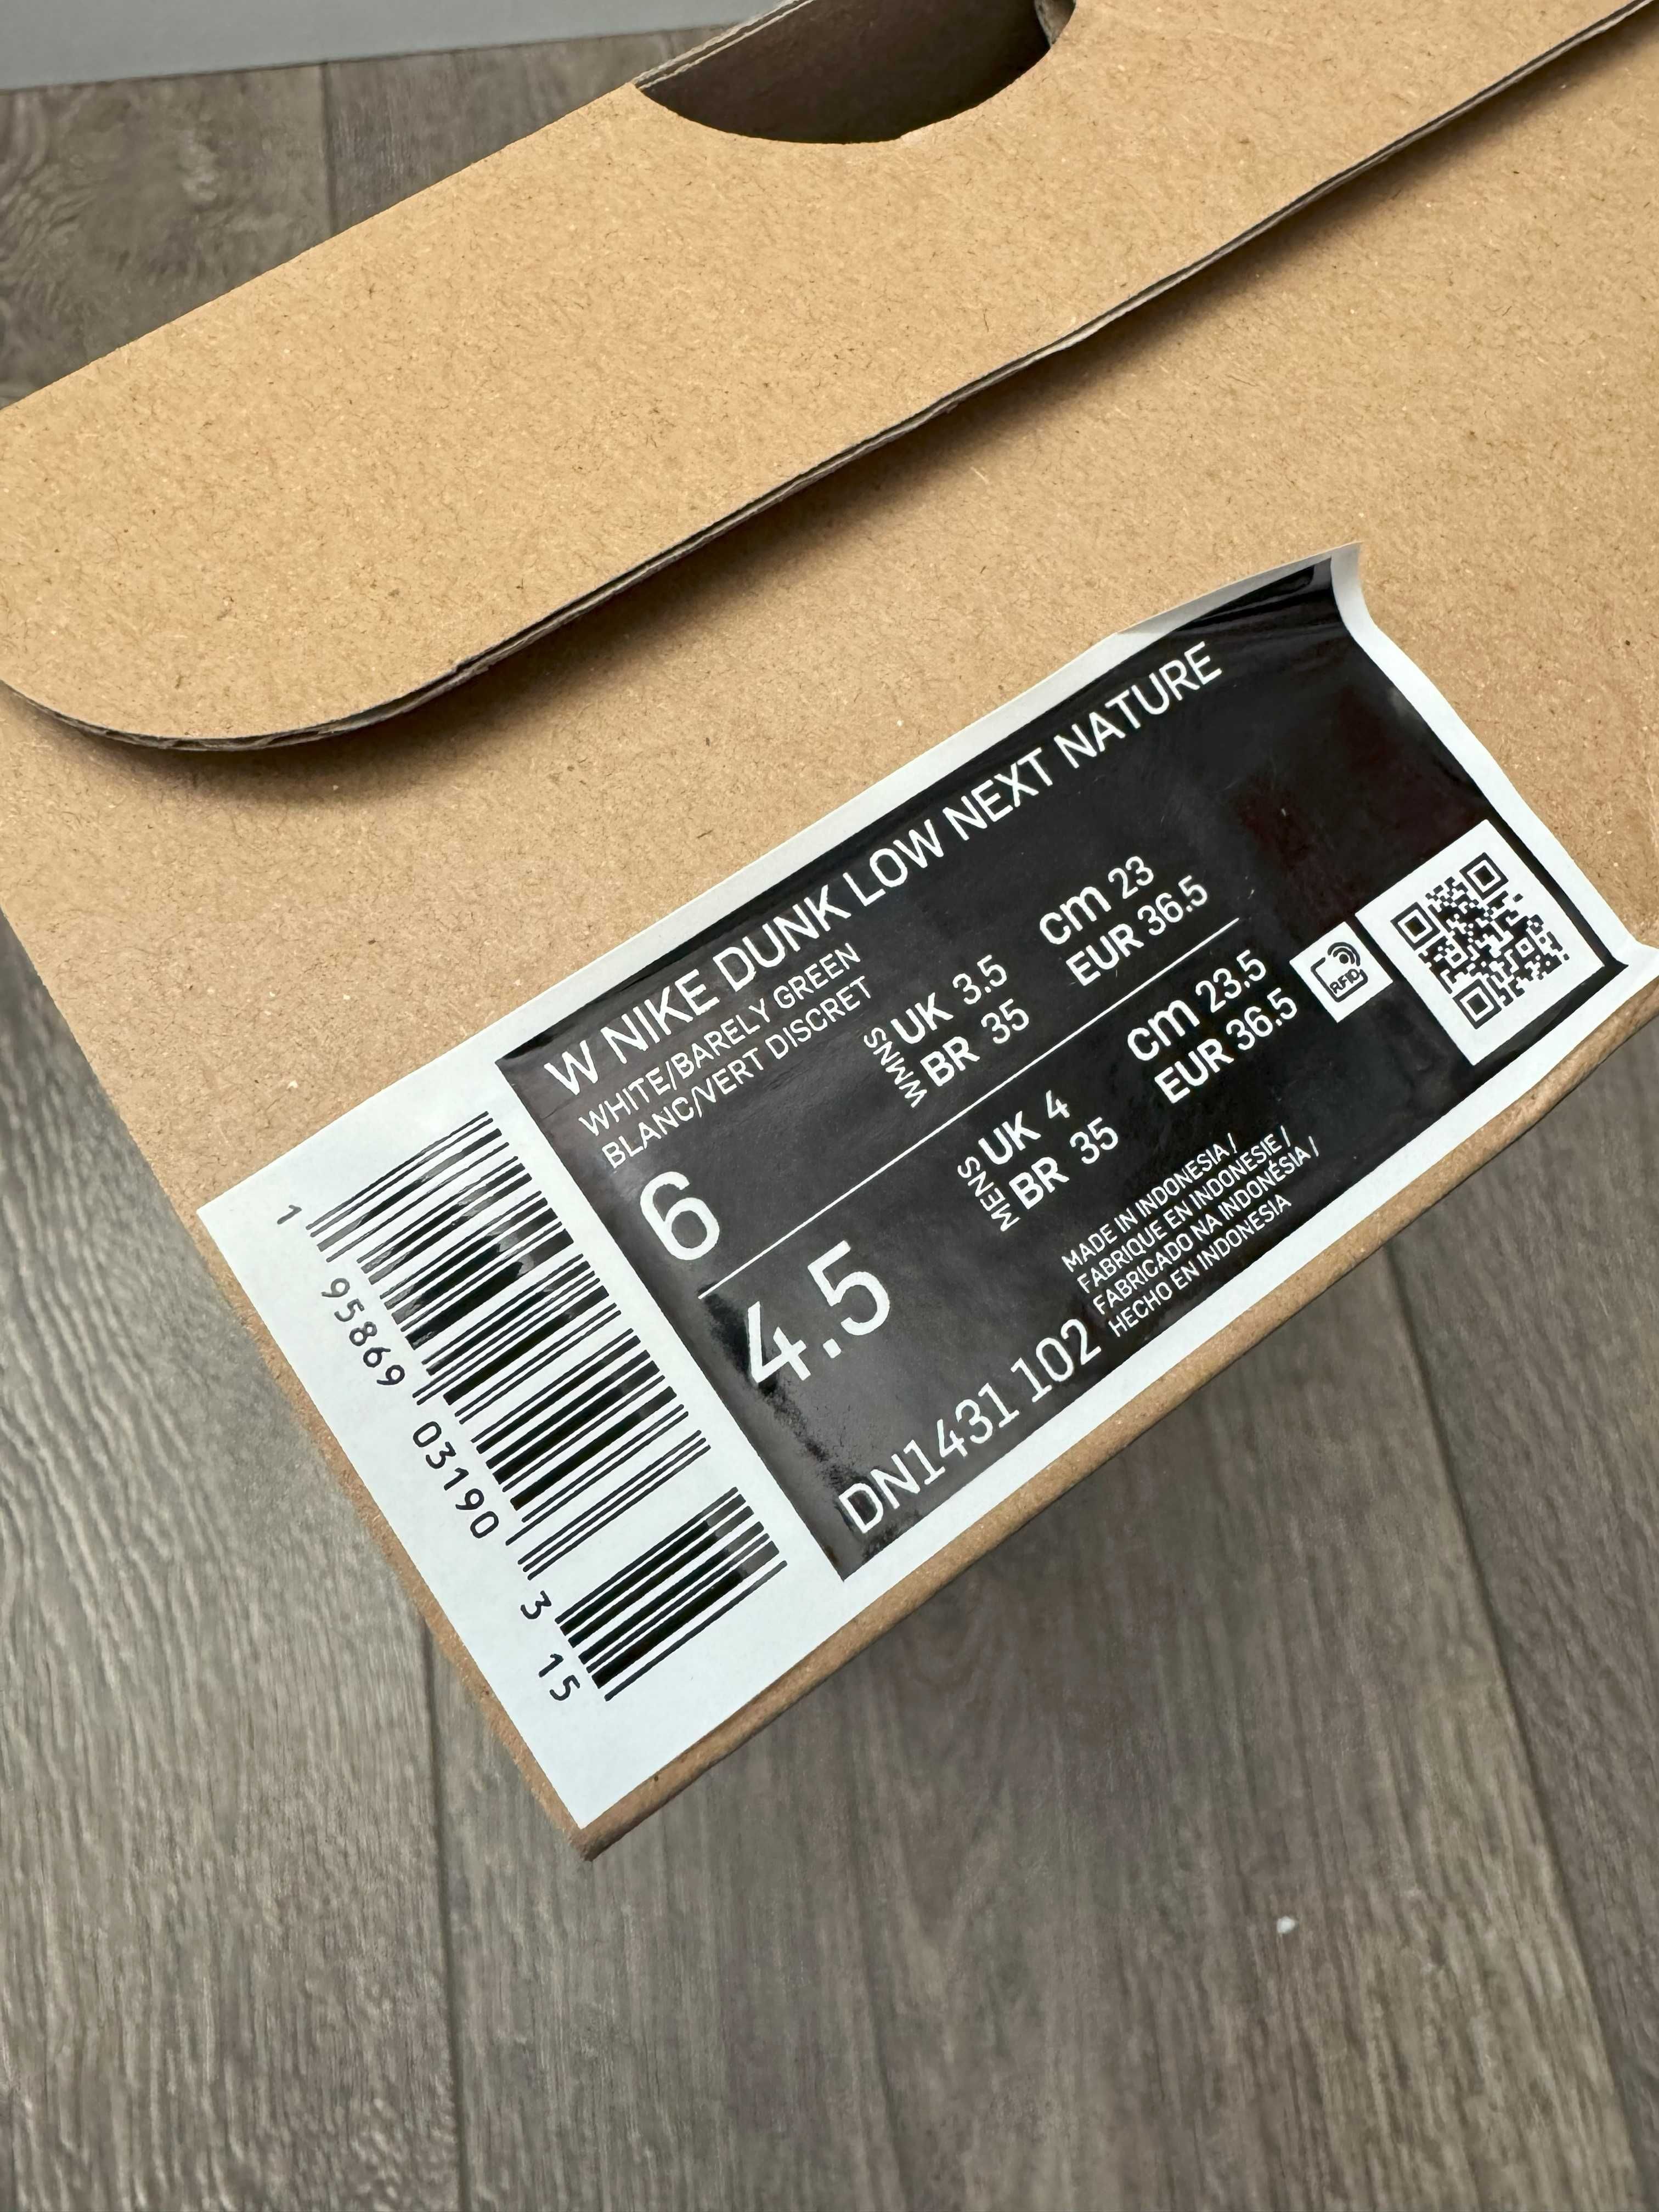 W NIKE DUNK LOW NEXT NATURE
WHITE/BARELY GREEN
BLANC/VERT DISCRET
6
WMNS
UK 3.5
BR 35
cm 23
EUR 36.5
4.5
MENS
UK 4
BR 35
cm 23.5
EUR 36.5
RFID
DN1431 102
MADE IN INDONESIA /
FABRIQUE EN INDONESIE /
FABRICADO NA INDONÉSIA /
HECHO EN INDONESIA
1 95869 03190 3 15